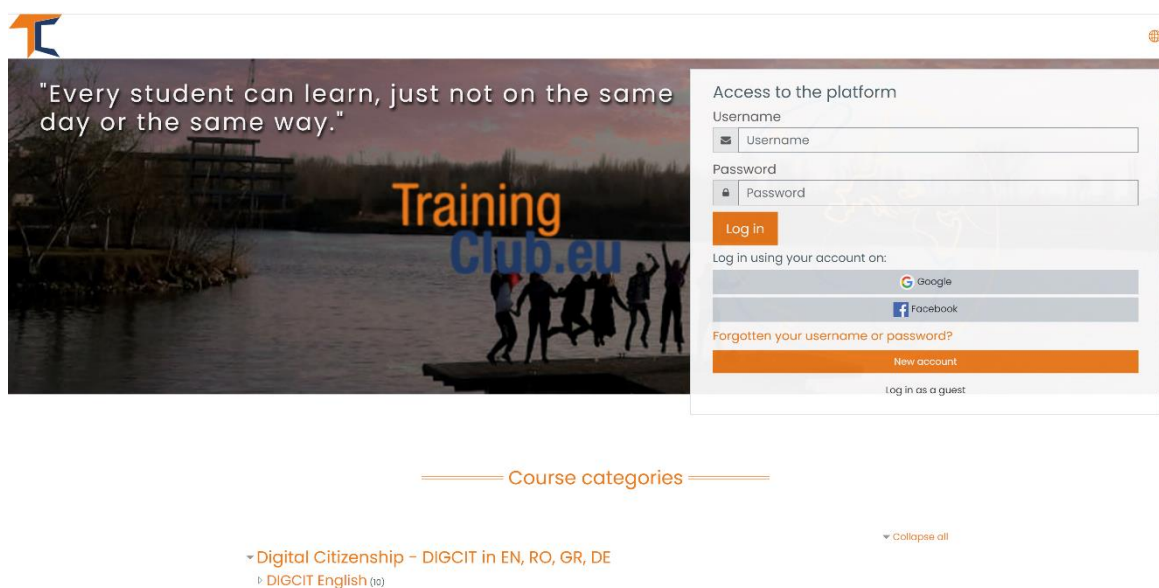 TC
"Every student can learn, just not on the same
day or the same way."
Training
Club.eu
Access to the platform
Username
Username
Password
Password
Log in
Log in using your account on:
Google
Facebook
Forgotten your username or password?
New account
Log in as a guest
Course categories
Collapse all
Digital Citizenship - DIGCIT in EN, RO, GR, DE
DIGCIT English (10)